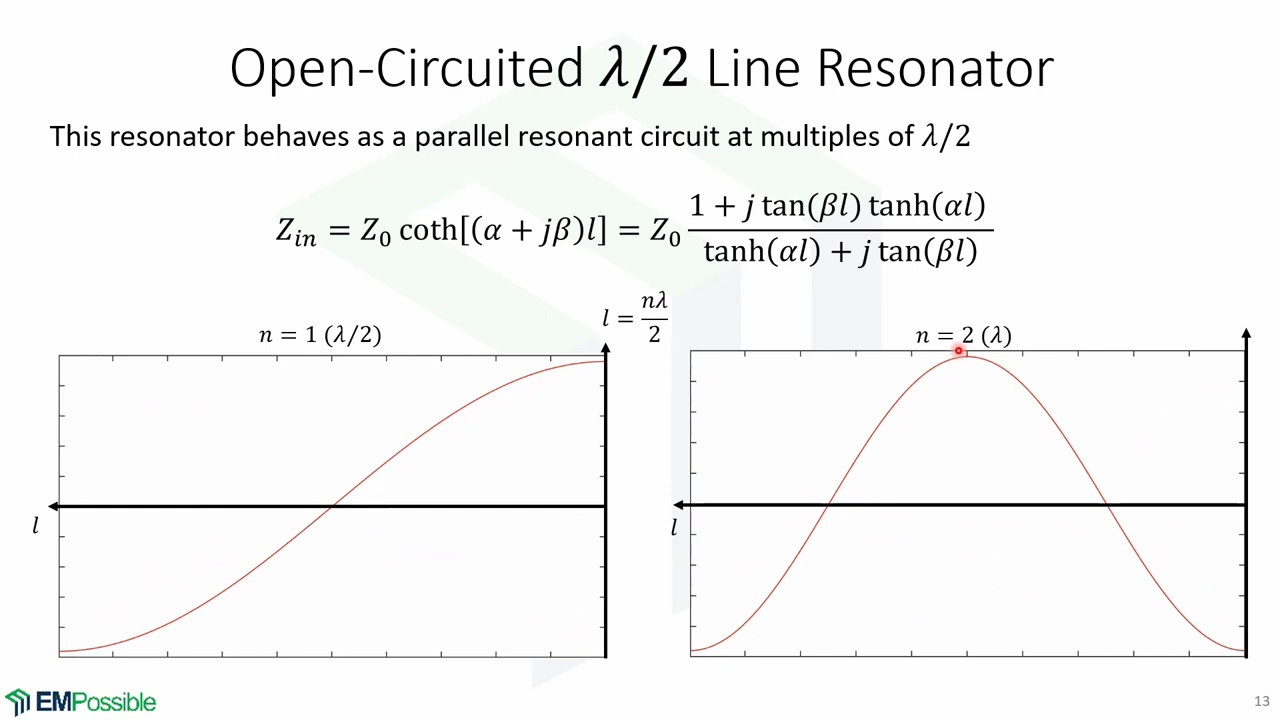 Open-Circuited λ/2 Line Resonator
This resonator behaves as a parallel resonant circuit at multiples of λ/2
Z_in = Z_0 coth[(α + jβ)l] = Z_0 (1 + j tan(βl) tanh(αl)) / (tanh(αl) + j tan(βl))
l = nλ/2
n = 1 (λ/2)
n = 2 (λ)
l
l
EMPossible
13